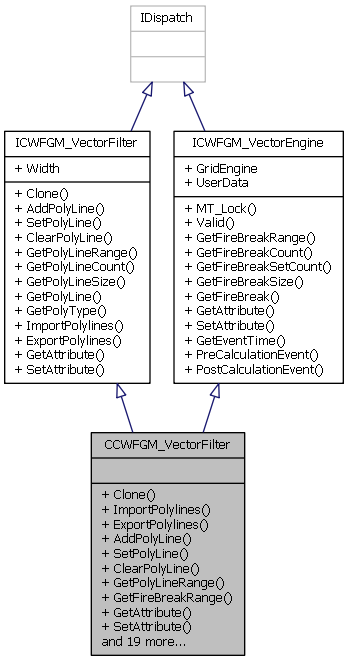 IDispatch
ICWFGM_VectorFilter
+ Width
+ Clone()
+ AddPolyLine()
+ SetPolyLine()
+ ClearPolyLine()
+ GetPolyLineRange()
+ GetPolyLineCount()
+ GetPolyLineSize()
+ GetPolyLine()
+ GetPolyType()
+ ImportPolylines()
+ ExportPolylines()
+ GetAttribute()
+ SetAttribute()
ICWFGM_VectorEngine
+ GridEngine
+ UserData
+ MT_Lock()
+ Valid()
+ GetFireBreakRange()
+ GetFireBreakCount()
+ GetFireBreakSetCount()
+ GetFireBreakSize()
+ GetFireBreak()
+ GetAttribute()
+ SetAttribute()
+ GetEventTime()
+ PreCalculationEvent()
+ PostCalculationEvent()
CCWFGM_VectorFilter
+ Clone()
+ ImportPolylines()
+ ExportPolylines()
+ AddPolyLine()
+ SetPolyLine()
+ ClearPolyLine()
+ GetPolyLineRange()
+ GetFireBreakRange()
+ GetAttribute()
+ SetAttribute()
and 19 more...